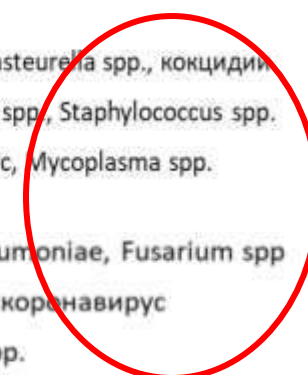 asteurella spp., кокцидии
spp., Staphylococcus spp.
с, Mycoplasma spp.
umoniae, Fusarium spp
коронавирус
pp.